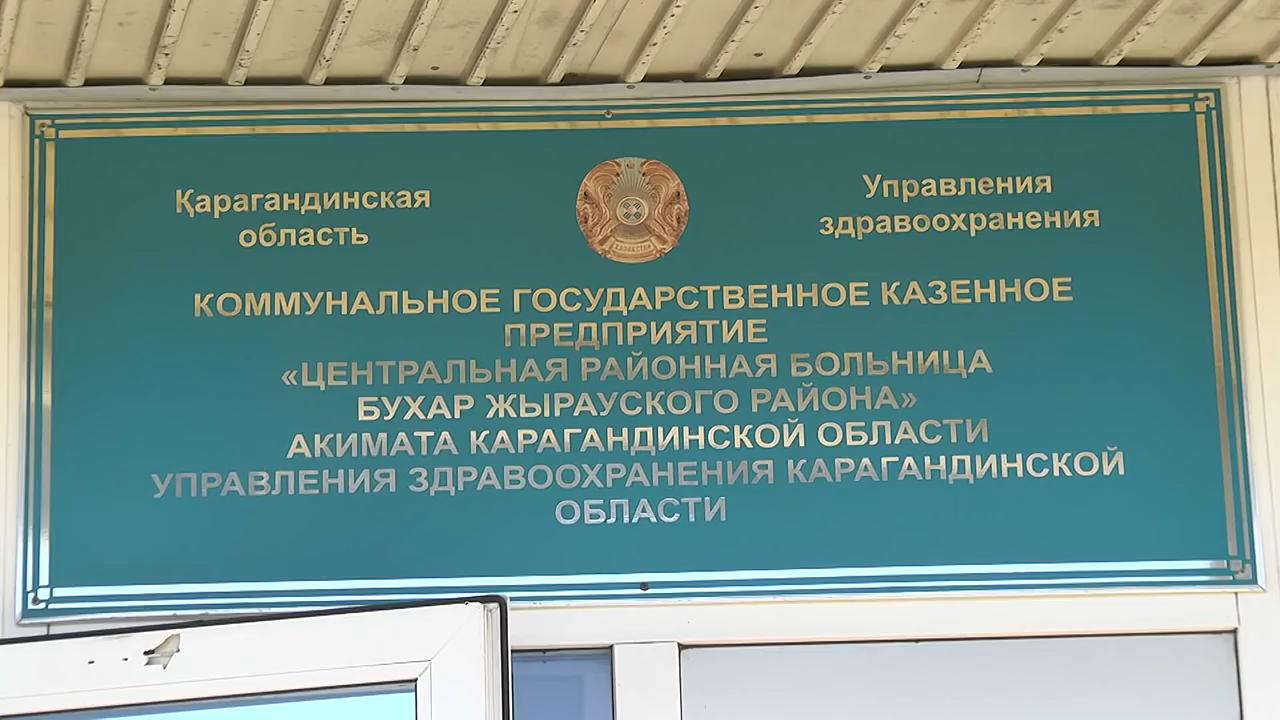 Қарагандинская
область
ҚАЗАҚСТАН
Управления
здравоохранения
КОММУНАЛЬНОЕ ГОСУДАРСТВЕННОЕ КАЗЕННОЕ
ПРЕДПРИЯТИЕ
«ЦЕНТРАЛЬНАЯ РАЙОННАЯ БОЛЬНИЦА
БУХАР ЖЫРАУСКОГО РАЙОНА»
АКИМАТА КАРАГАНДИНСКОЙ ОБЛАСТИ
УПРАВЛЕНИЯ ЗДРАВООХРАНЕНИЯ КАРАГАНДИНСКОЙ
ОБЛАСТИ